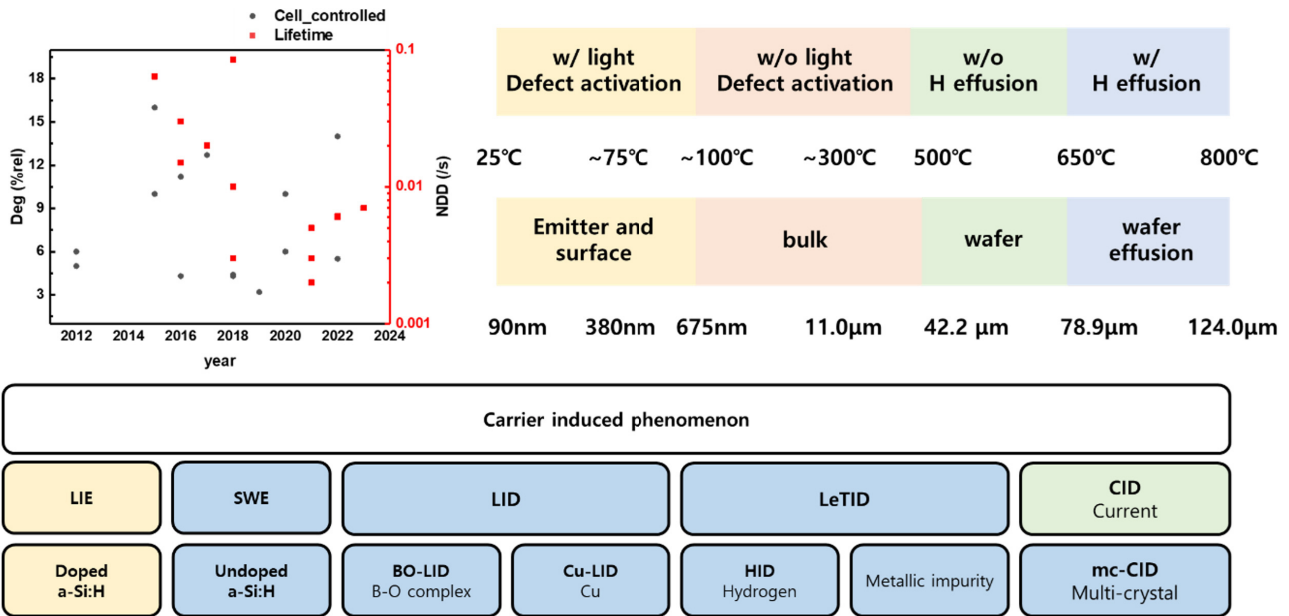 Cell_controlled
Lifetime
Deg (%rel)
18
15
12
9
6
3
0.1
0.01
0.001
NDD (/s)
2012 2014 2016 2018 2020 2022 2024
year
w/ light
Defect activation
w/o light
Defect activation
w/o
H effusion
w/
H effusion
25℃ ~75℃ ~100℃ ~300℃ 500℃ 650℃ 800℃
Emitter and
surface
bulk
wafer
wafer
effusion
90nm 380nm 675nm 11.0μm 42.2 μm 78.9μm 124.0μm
Carrier induced phenomenon
LIE
SWE
LID
LeTID
CID
Current
Doped
a-Si:H
Undoped
a-Si:H
BO-LID
B-O complex
Cu-LID
Cu
HID
Hydrogen
Metallic impurity
mc-CID
Multi-crystal